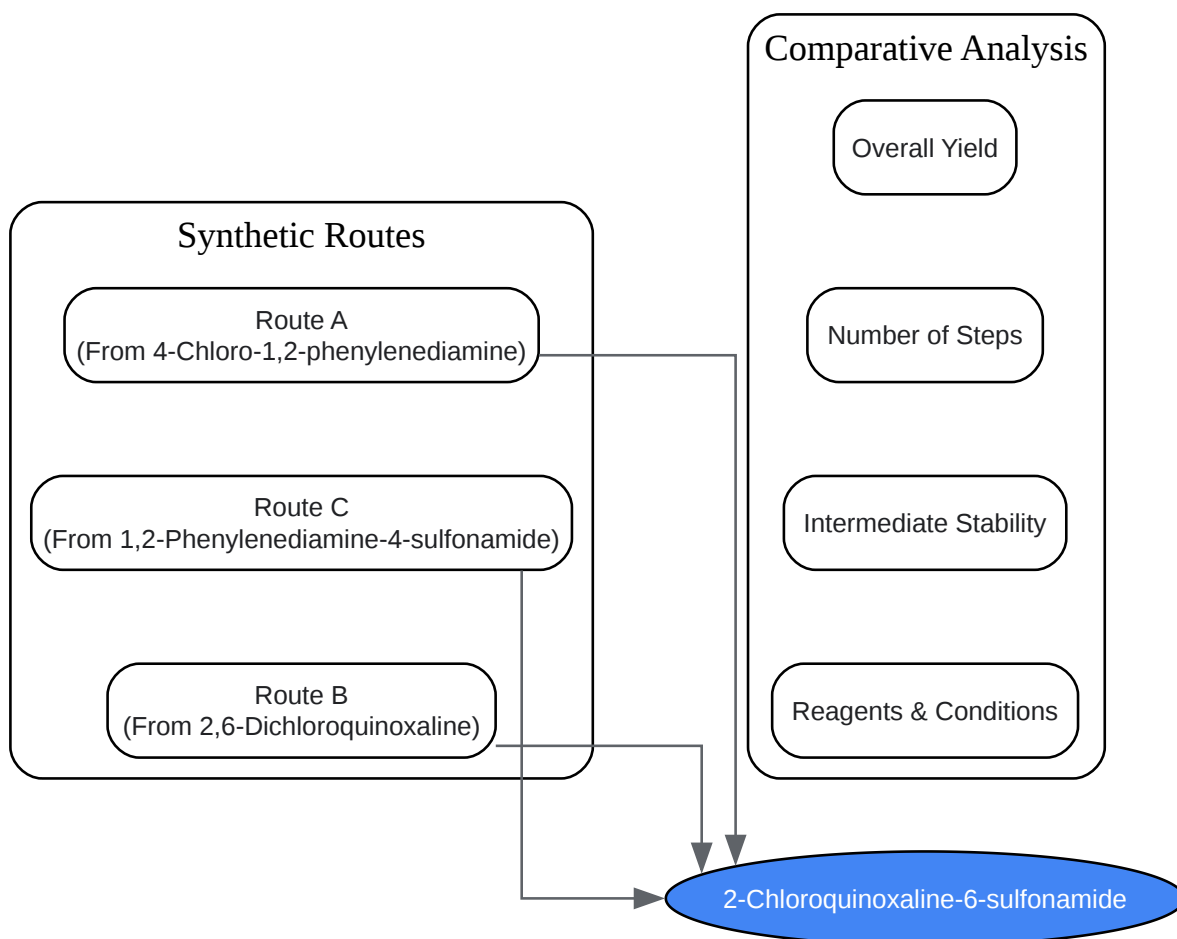 Synthetic Routes
Route A
(From 4-Chloro-1,2-phenylenediamine)
Route C
(From 1,2-Phenylenediamine-4-sulfonamide)
Route B
(From 2,6-Dichloroquinoxaline)
Comparative Analysis
Overall Yield
Number of Steps
Intermediate Stability
Reagents & Conditions
2-Chloroquinoxaline-6-sulfonamide